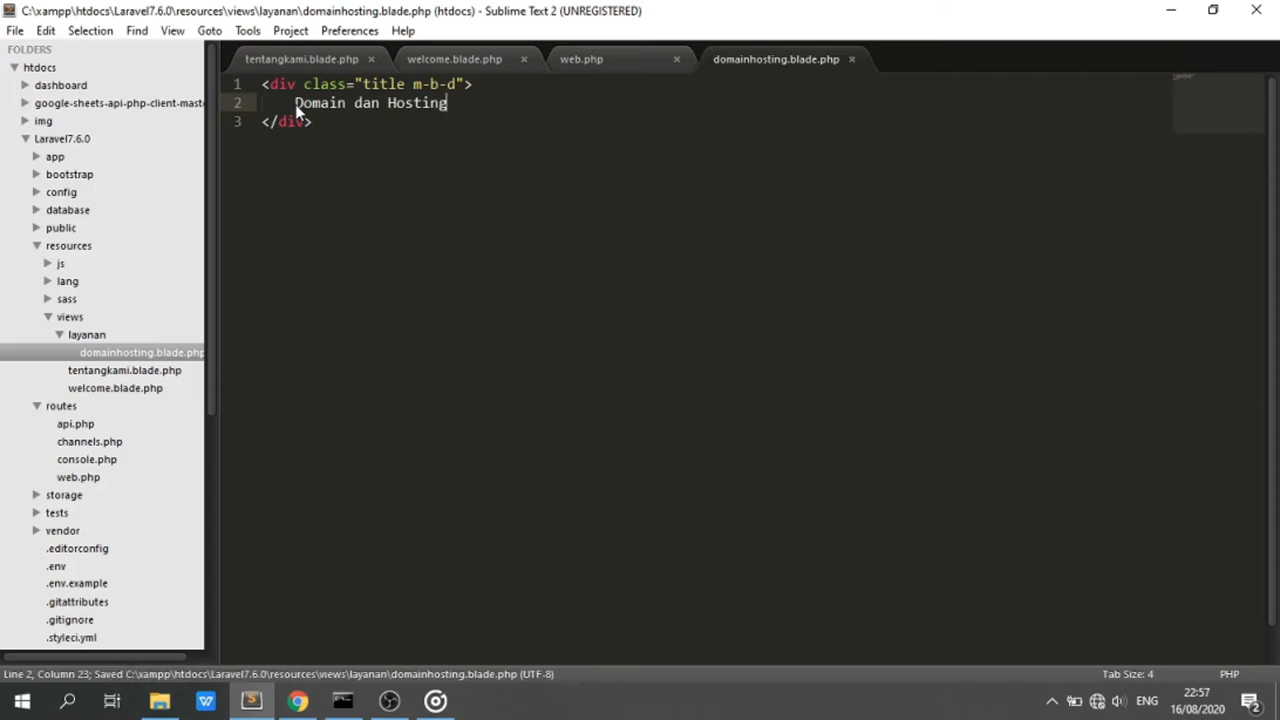 C:\xampp\htdocs\Laravel7.6.0\resources\views\layanan\domainhosting.blade.php (htdocs) - Sublime Text 2 (UNREGISTERED)
File Edit Selection Find View Goto Tools Project Preferences Help
FOLDERS
htdocs
dashboard
google-sheets-api-php-client-mast
img
Laravel7.6.0
app
bootstrap
config
database
public
resources
js
lang
sass
views
layanan
domainhosting.blade.php
tentangkami.blade.php
welcome.blade.php
routes
api.php
channels.php
console.php
web.php
storage
tests
vendor
.editorconfig
.env
.env.example
.gitattributes
.gitignore
.styleci.yml
tentangkami.blade.php welcome.blade.php web.php domainhosting.blade.php
1 <div class="title m-b-d">
2 Domain dan Hosting
3 </div>
Line 2, Column 23; Saved C:\xampp\htdocs\Laravel7.6.0\resources\views\layanan\domainhosting.blade.php (UTF-8) Tab Size: 4 PHP
ENG
22:57
16/08/2020
2